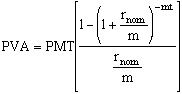 PVA = PMT[(1-(1+r_nom/m)^-mt)/(r_nom/m)]